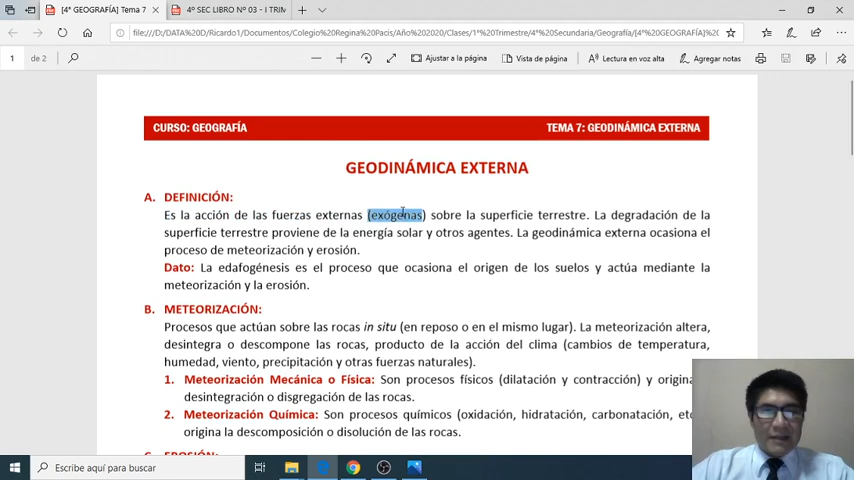 [4° GEOGRAFÍA] Tema 7
4º SEC LIBRO Nº 03 - I TRIM
file:///D:/DATA%20D/Ricardo1/Documentos/Colegio%20Regina%20Pacis/Año%202020/Clases/1°%20Trimestre/4°%20Secundaria/Geografía/[4°%20GEOGRAFÍA]%2C
1 de 2
Ajustar a la página
Vista de página
Lectura en voz alta
Agregar notas
CURSO: GEOGRAFÍA TEMA 7: GEODINÁMICA EXTERNA
GEODINÁMICA EXTERNA
A. DEFINICIÓN:
Es la acción de las fuerzas externas (exógenas) sobre la superficie terrestre. La degradación de la
superficie terrestre proviene de la energía solar y otros agentes. La geodinámica externa ocasiona el
proceso de meteorización y erosión.
Dato: La edafogénesis es el proceso que ocasiona el origen de los suelos y actúa mediante la
meteorización y la erosión.
B. METEORIZACIÓN:
Procesos que actúan sobre las rocas in situ (en reposo o en el mismo lugar). La meteorización altera,
desintegra o descompone las rocas, producto de la acción del clima (cambios de temperatura,
humedad, viento, precipitación y otras fuerzas naturales).
1. Meteorización Mecánica o Física: Son procesos físicos (dilatación y contracción) y origina
desintegración o disgregación de las rocas.
2. Meteorización Química: Son procesos químicos (oxidación, hidratación, carbonatación, etc
origina la descomposición o disolución de las rocas.
C. EROSIÓN:
Escribe aquí para buscar